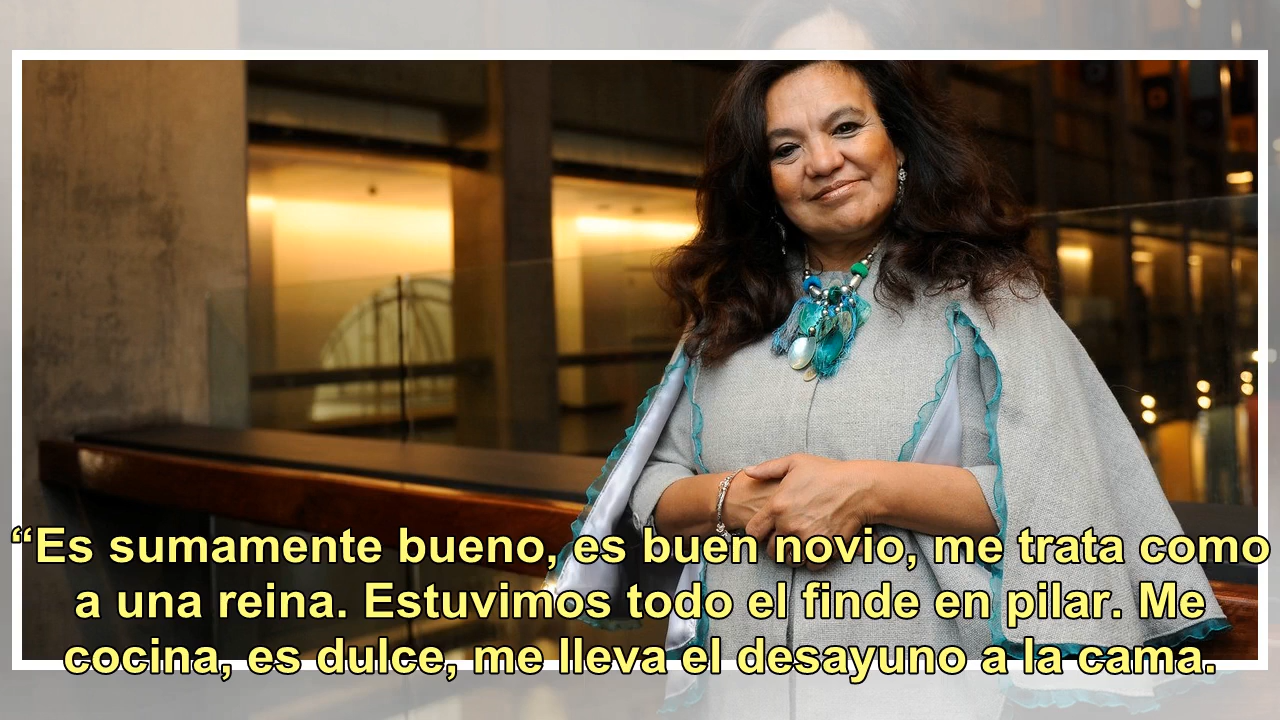 “Es sumamente bueno, es buen novio, me trata como
a una reina. Estuvimos todo el finde en pilar. Me
cocina, es dulce, me lleva el desayuno a la cama.